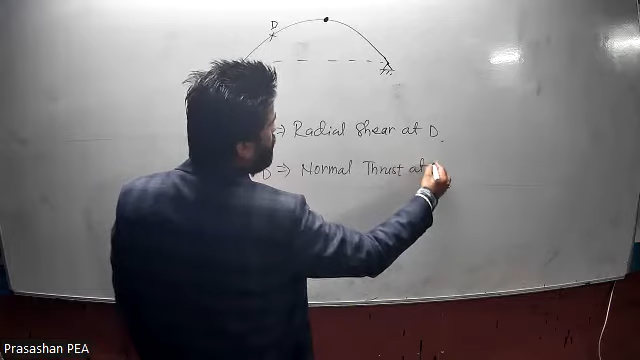 D
⇒ Radial Shear at D.
D ⇒ Normal Thrust at
Prasashan PEA